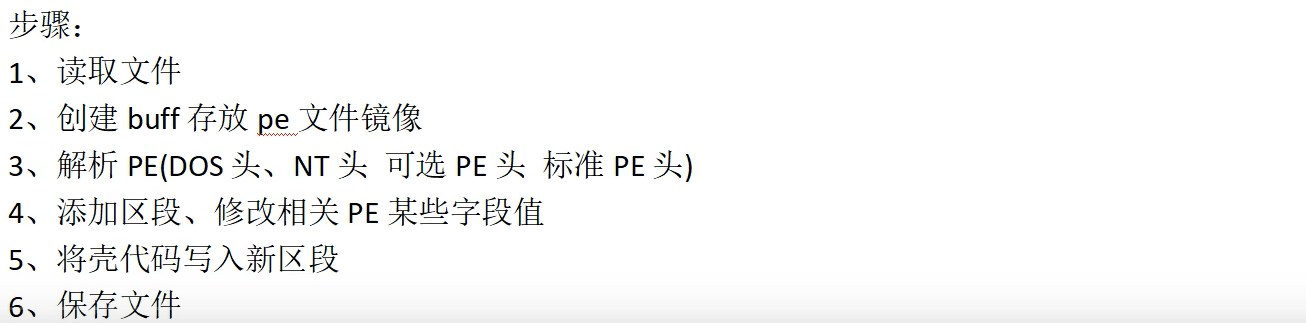 步骤：
1、读取文件
2、创建 buff 存放 pe 文件镜像
3、解析 PE(DOS 头、NT 头 可选 PE 头 标准 PE 头)
4、添加区段、修改相关 PE 某些字段值
5、将壳代码写入新区段
6、保存文件